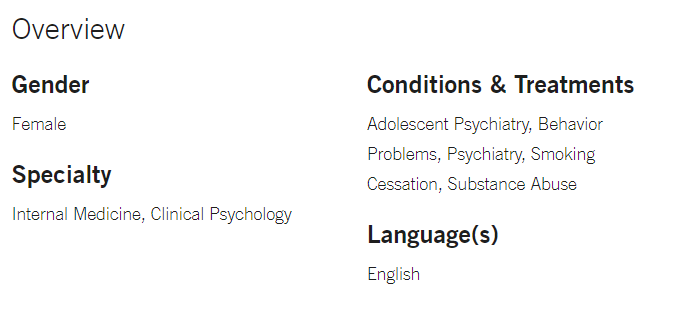 Overview
Gender
Female
Specialty
Internal Medicine, Clinical Psychology
Conditions & Treatments
Adolescent Psychiatry, Behavior
Problems, Psychiatry, Smoking
Cessation, Substance Abuse
Language(s)
English